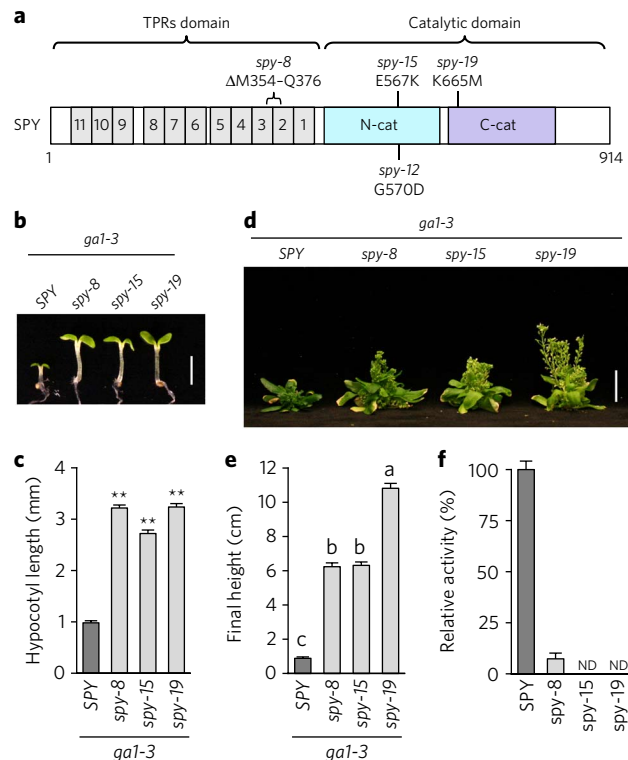 a
TPRs domain
Catalytic domain
spy-8
ΔM354–Q376
spy-15
E567K
spy-19
K665M
SPY
11 10 9 8 7 6 5 4 3 2 1
N-cat
C-cat
1
914
spy-12
G570D
b
ga1-3
SPY
spy-8
spy-15
spy-19
d
ga1-3
SPY spy-8 spy-15 spy-19
c
Hypocotyl length (mm)
4
3
2
1
0
**
**
**
SPY
spy-8
spy-15
spy-19
ga1-3
e
Final height (cm)
12
10
8
6
4
2
0
c
b
b
a
SPY
spy-8
spy-15
spy-19
ga1-3
f
Relative activity (%)
100
75
50
25
0
ND
ND
SPY
spy-8
spy-15
spy-19